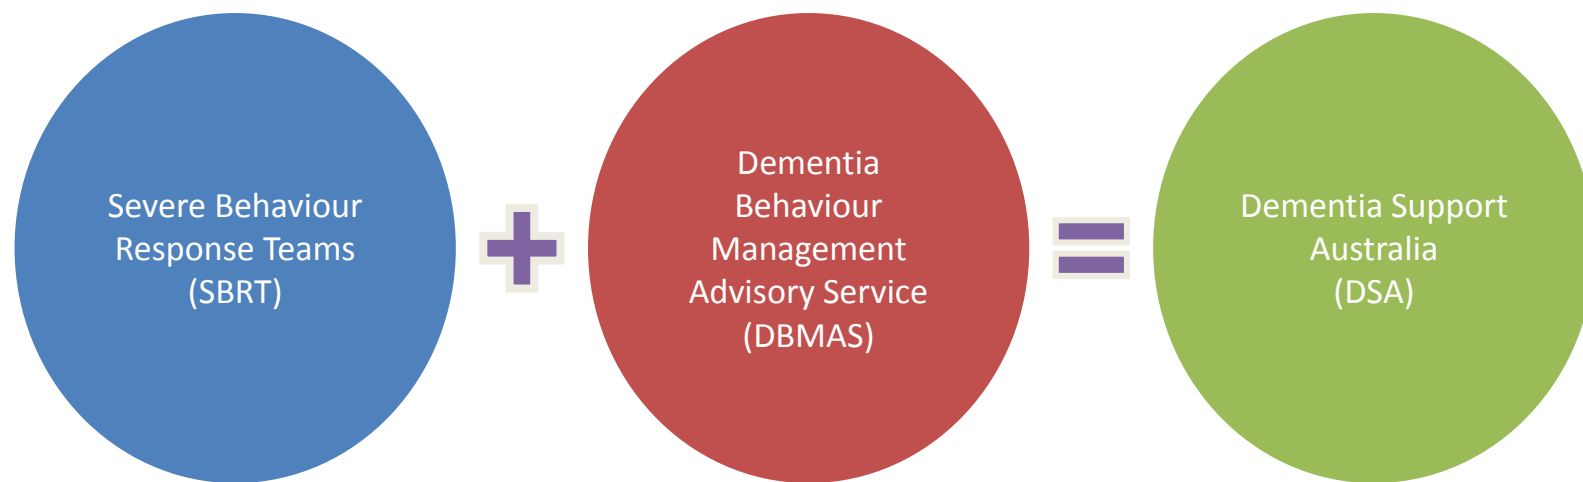 Severe Behaviour
Response Teams
(SBRT)
Dementia
Behaviour
Management
Advisory Service
(DBMAS)
Dementia Support
Australia
(DSA)